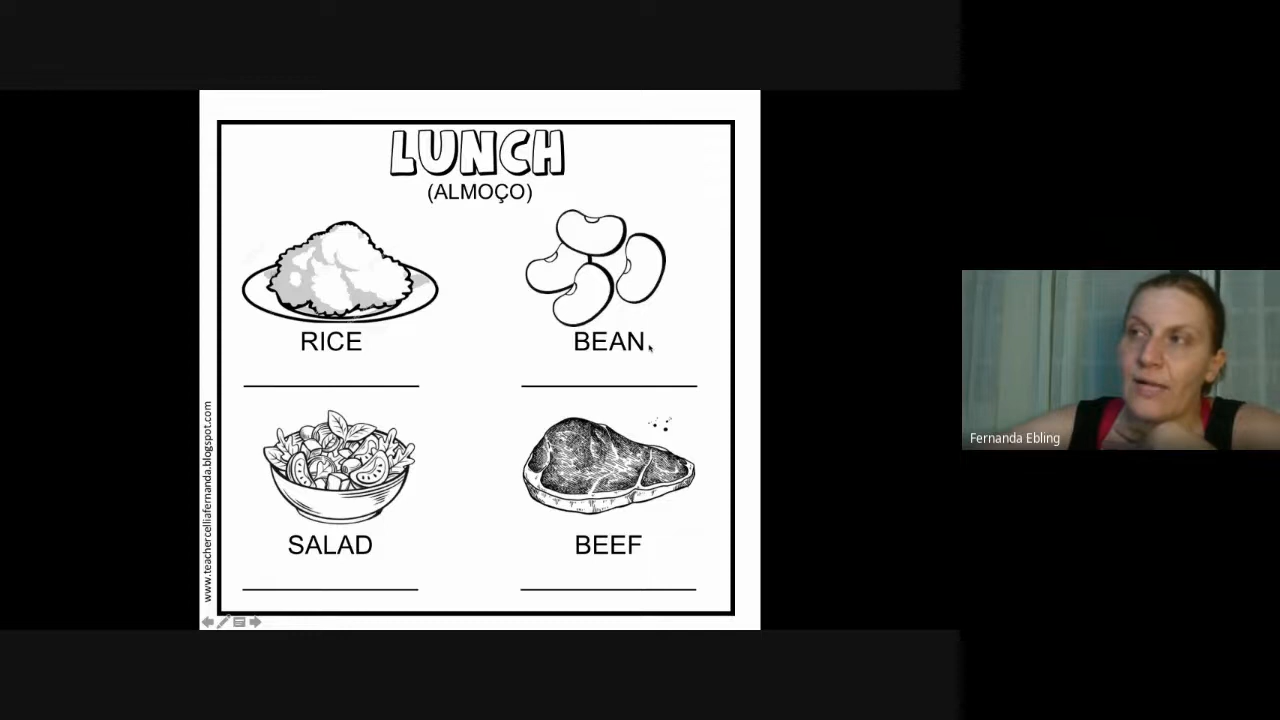 LUNCH
(ALMOÇO)
RICE
BEAN
SALAD
BEEF
www.teachercelliafernanda.blogspot.com
Fernanda Ebling